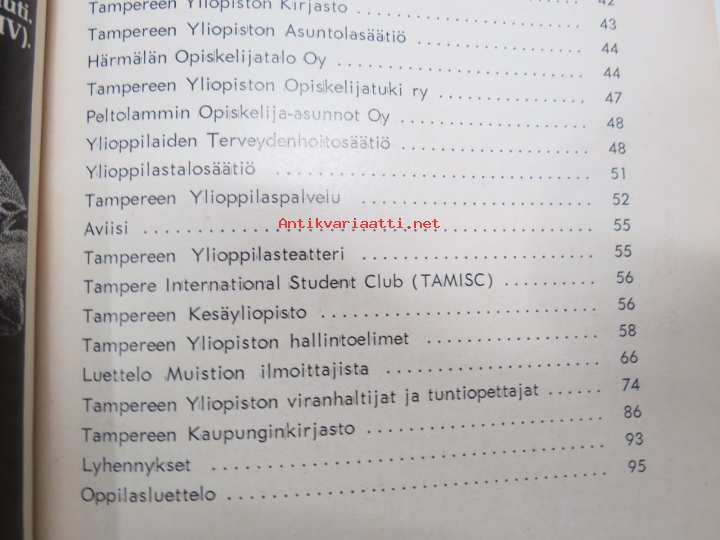 uti.
IV).
Tampereen Yliopiston Kirjasto . . . . . . . . 42
Tampereen Yliopiston Asuntolasäätiö . . . . . . . . 43
Härmälän Opiskelijatalo Oy . . . . . . . . 44
Tampereen Yliopiston Opiskelijatuki ry . . . . . . . . 44
Peltolammin Opiskelija-asunnot Oy . . . . . . . . 47
Ylioppilaiden Terveydenhoitosäätiö . . . . . . . . 48
Ylioppilastalosäätiö . . . . . . . . 48
Tampereen Ylioppilaspalvelu . . . . . . . . 51
Aviisi . . . . . . . . 52
Antikvariaatti.net
Tampereen Ylioppilasteatteri . . . . . . . . 55
Tampere International Student Club (TAMISC) . . . . . . . . 55
Tampereen Kesäyliopisto . . . . . . . . 56
Tampereen Yliopiston hallintoelimet . . . . . . . . 56
Luettelo Muistion ilmoittajista . . . . . . . . 58
Tampereen Yliopiston viranhaltijat ja tuntiopettajat . . . . . . 66
Tampereen Kaupunginkirjasto . . . . . . . . 74
Lyhennykset . . . . . . . . 86
Oppilasluettelo . . . . . . . . 93
95